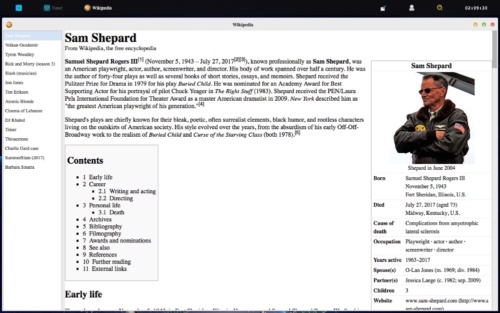 Timer
02:09:10
Wikipedia
Sam Shepard
Volkan Oezdemir
Tyron Woodley
Rick and Morty (season 3)
Slash (musician)
Jon Jones
Tim Eriksen
Atomic Blonde
Cinema of Lebanon
DJ Khaled
Timer
Throuroone
Charlie Gard case
SummerSlam (2017)
Barbara Sinatra
Sam Shepard
From Wikipedia, the free encyclopedia
Samuel Shepard Rogers III[1] (November 5, 1943 – July 27, 2017[2][3]), known professionally as Sam Shepard, was
an American playwright, actor, author, screenwriter, and director. His body of work spanned over half a century. He was
the author of forty-four plays as well as several books of short stories, essays, and memoirs. Shepard received the
Pulitzer Prize for Drama in 1979 for his play Buried Child. He was nominated for an Academy Award for Best
Supporting Actor for his portrayal of pilot Chuck Yeager in The Right Stuff (1983). Shepard received the PEN/Laura
Pels International Foundation for Theater Award as a master American dramatist in 2009. New York described him as
"the greatest American playwright of his generation."[4]
Shepard's plays are chiefly known for their bleak, poetic, often surrealist elements, black humor, and rootless characters
living on the outskirts of American society. His style evolved over the years, from the absurdism of his early Off-Off-
Broadway work to the realism of Buried Child and Curse of the Starving Class (both 1978).[5]
Contents
1 Early life
2 Career
2.1 Writing and acting
2.2 Directing
3 Personal life
3.1 Death
4 Archives
5 Bibliography
6 Filmography
7 Awards and nominations
8 See also
9 References
10 Further reading
11 External links
Early life
Sam Shepard
Shepard in June 2004
Born Samuel Shepard Rogers III
November 5, 1943
Fort Sheridan, Illinois, U.S.
Died July 27, 2017 (aged 73)
Midway, Kentucky, U.S.
Cause of Complications from amyotrophic
death lateral sclerosis
Occupation Playwright · actor · author ·
screenwriter · director
Years active 1963–2017
Spouse(s) O-Lan Jones (m. 1969; div. 1984)
Partner(s) Jessica Lange (c. 1982; sep. 2009)
Children 3
Website www.sam-shepard.com (http://www.s
am-shepard.com)